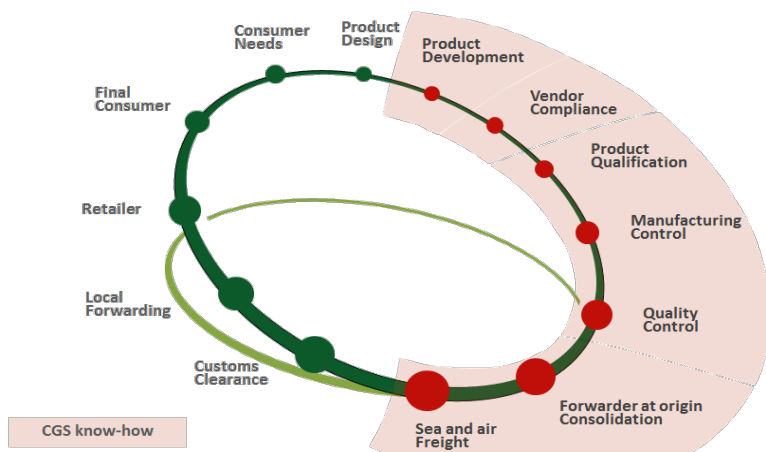 Consumer
Needs
Product
Design
Product
Development
Final
Consumer
Vendor
Compliance
Product
Qualification
Retailer
Manufacturing
Control
Local
Forwarding
Quality
Control
Customs
Clearance
Forwarder at origin
Consolidation
Sea and air
Freight
CGS know-how